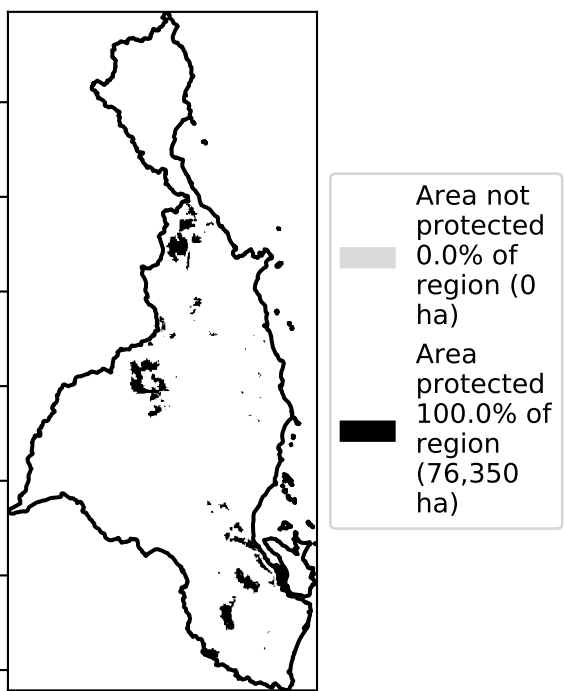 Area not
protected
0.0% of
region (0
ha)
Area
protected
100.0% of
region
(76,350
ha)